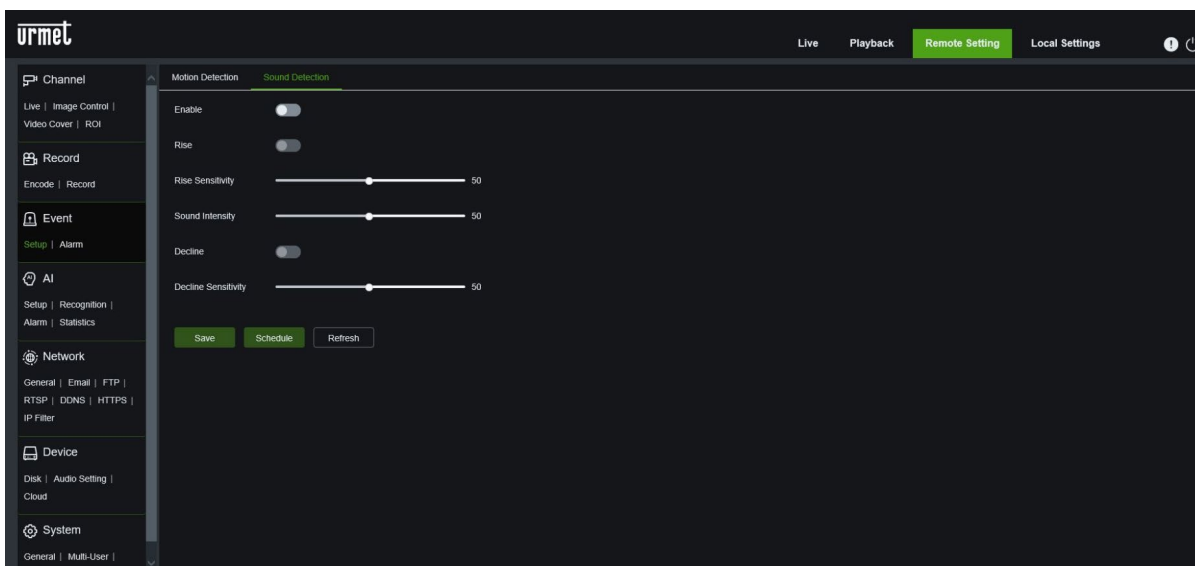 urmet
Live Playback Remote Setting Local Settings
Channel
Live | Image Control |
Video Cover | ROI
Record
Encode | Record
Event
Setup | Alarm
AI
Setup | Recognition |
Alarm | Statistics
Network
General | Email | FTP |
RTSP | DDNS | HTTPS |
IP Filter
Device
Disk | Audio Setting |
Cloud
System
General | Multi-User |
Motion Detection Sound Detection
Enable
Rise
Rise Sensitivity 50
Sound Intensity 50
Decline
Decline Sensitivity 50
Save Schedule Refresh